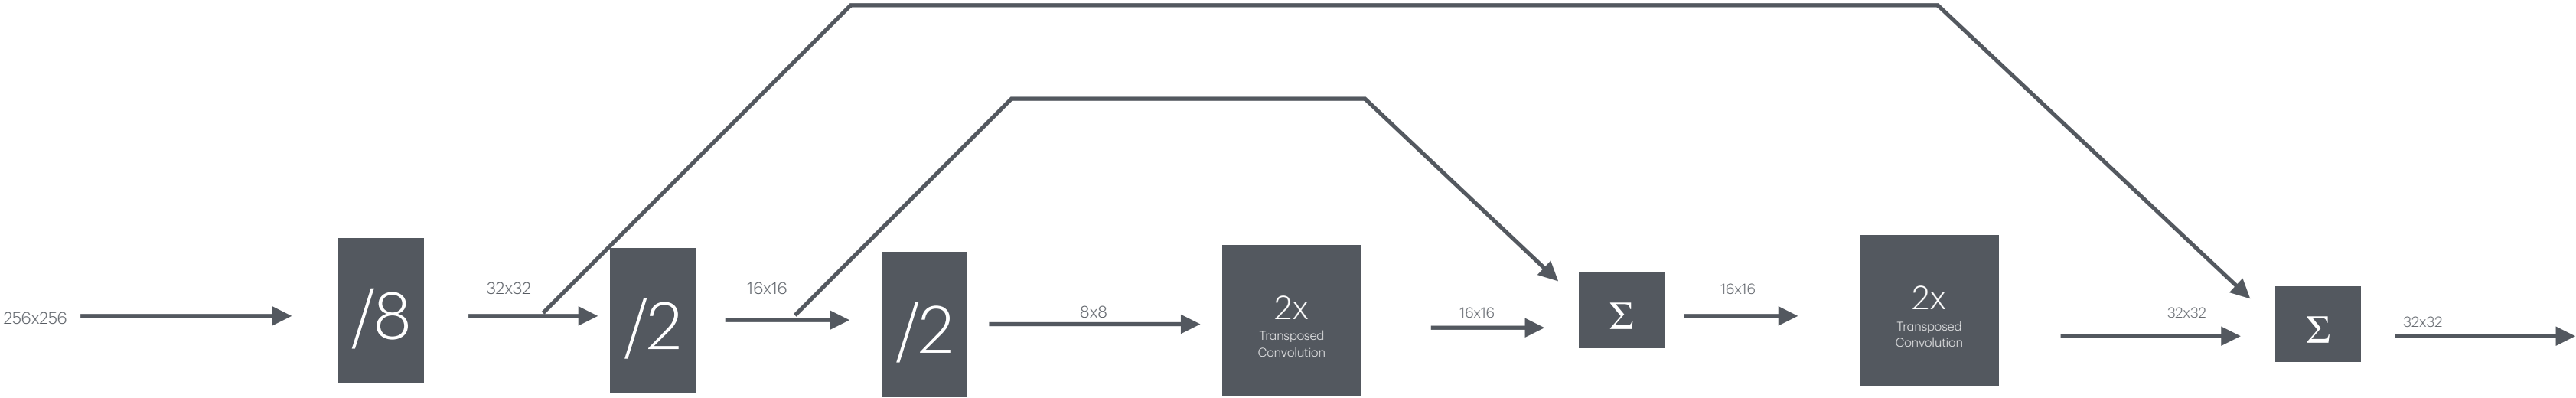 256x256
/8
32x32
/2
16x16
/2
8x8
2x
Transposed
Convolution
16x16
Σ
16x16
2x
Transposed
Convolution
32x32
Σ
32x32